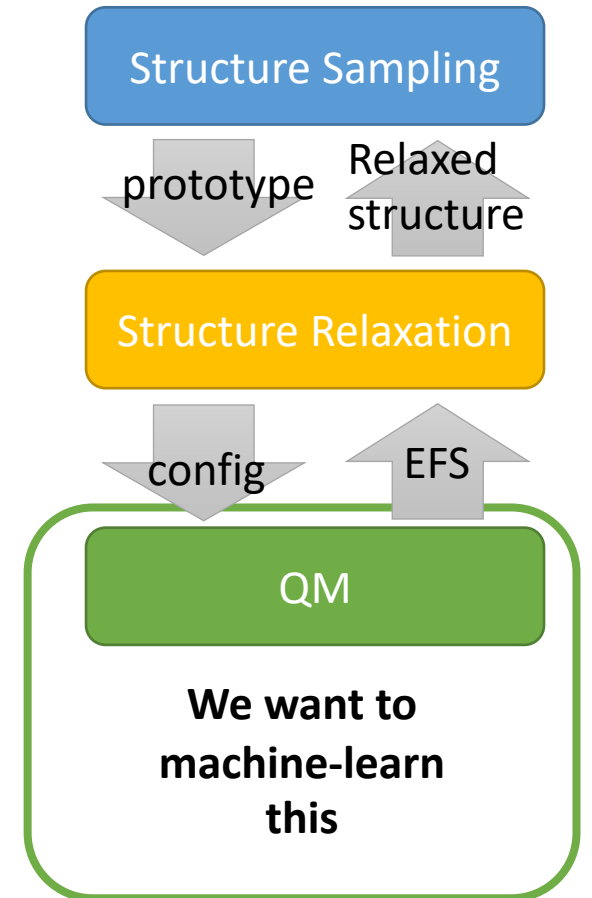 Structure Sampling
prototype
Relaxed
structure
Structure Relaxation
config
EFS
QM
We want to
machine-learn
this